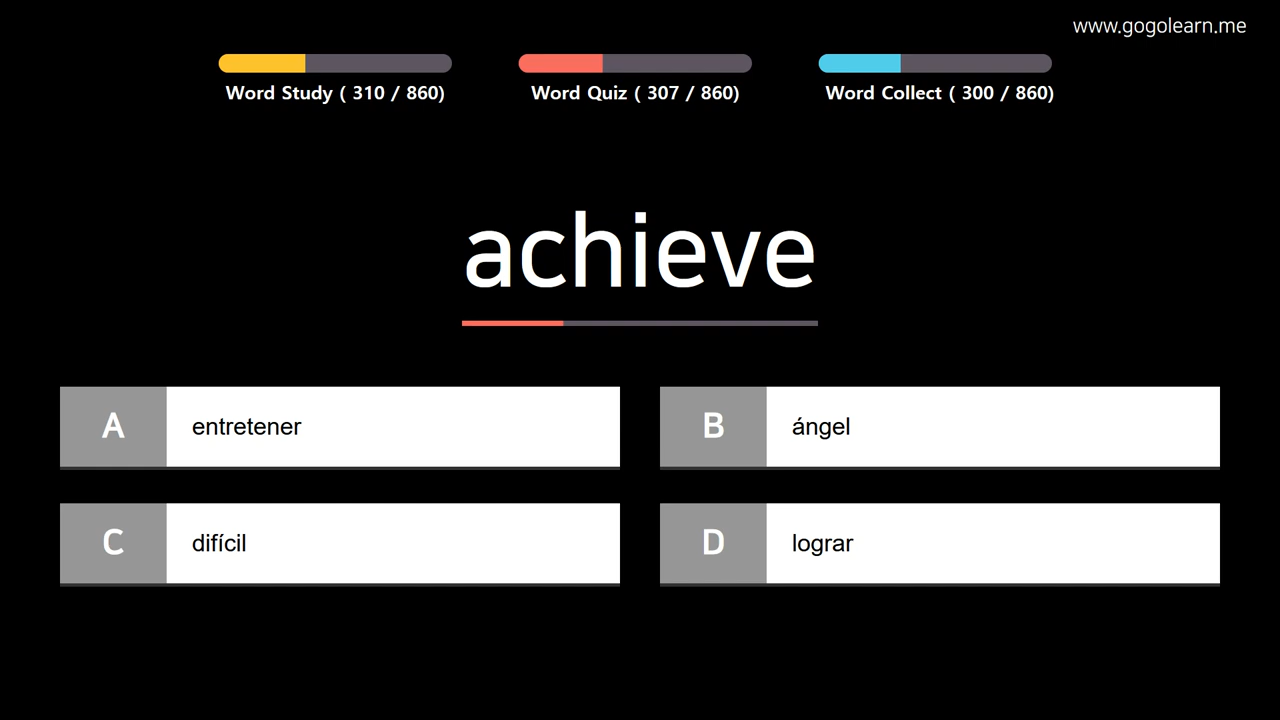 www.gogolearn.me
Word Study ( 310 / 860)
Word Quiz ( 307 / 860)
Word Collect ( 300 / 860)
achieve
A entretener
B ángel
C difícil
D lograr